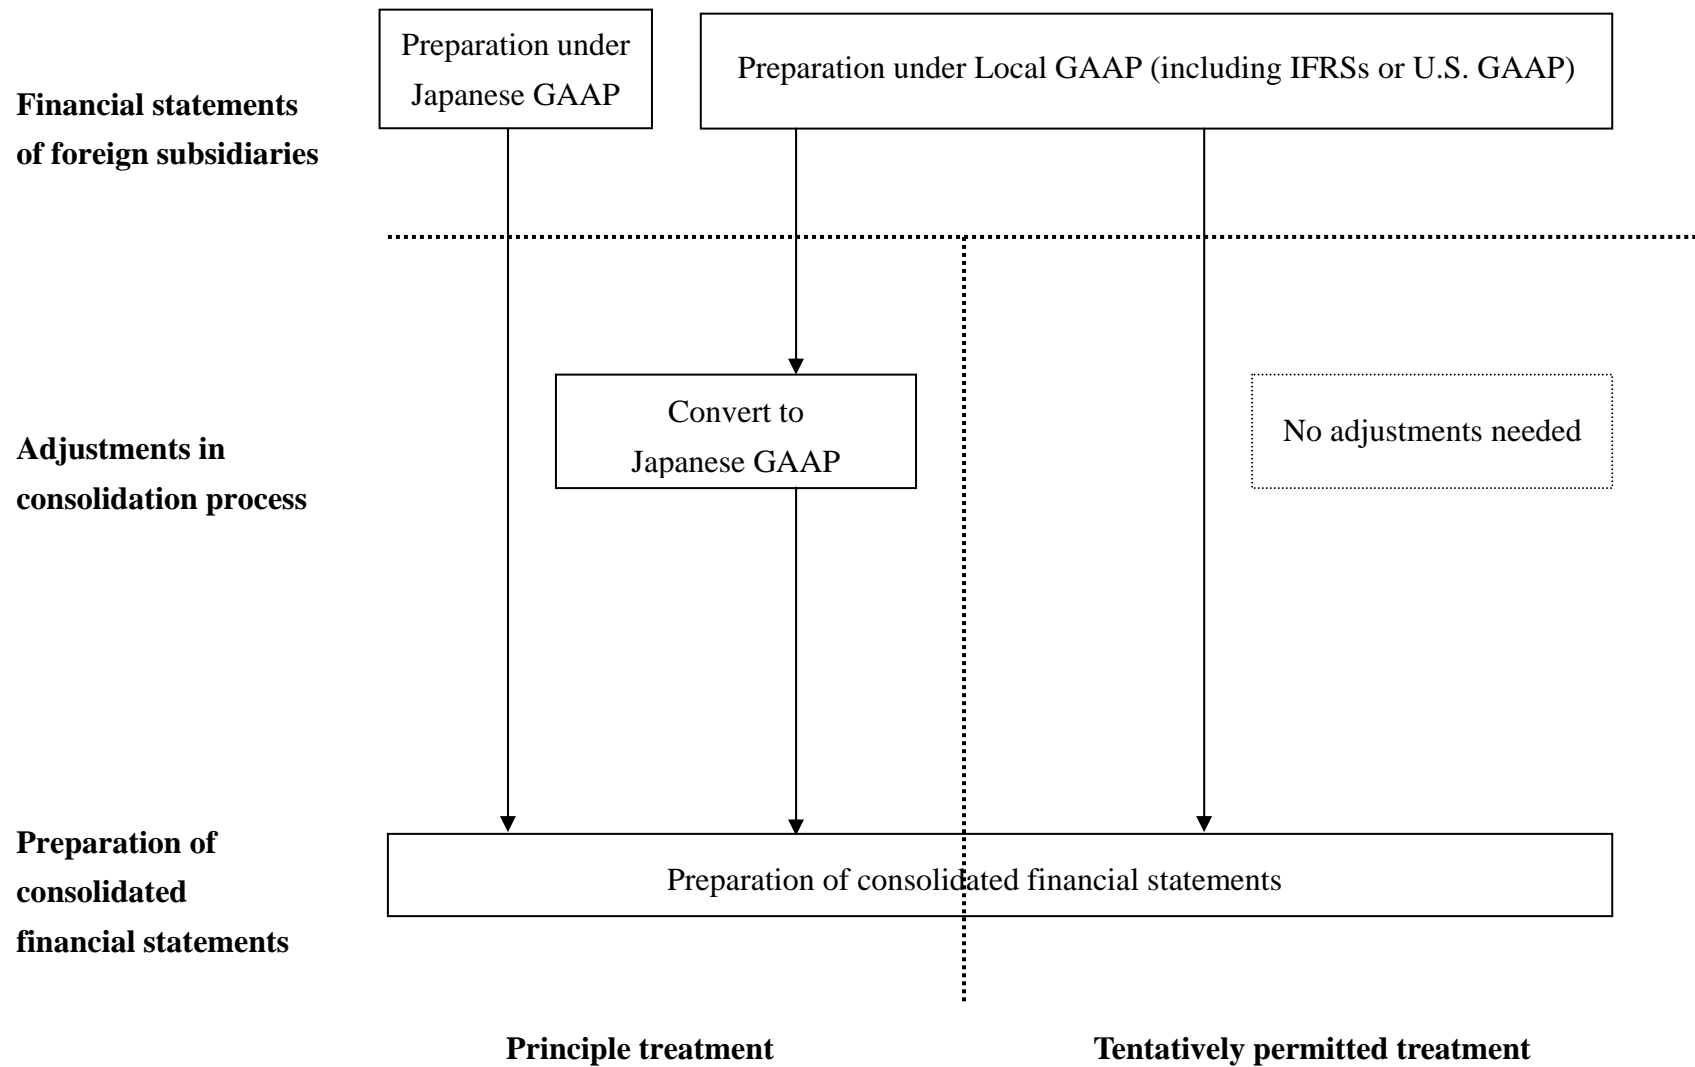 Preparation under
Japanese GAAP
Preparation under Local GAAP (including IFRSs or U.S. GAAP)
Financial statements
of foreign subsidiaries
Convert to
Japanese GAAP
No adjustments needed
Adjustments in
consolidation process
Preparation of
consolidated
financial statements
Preparation of consolidated financial statements
Principle treatment
Tentatively permitted treatment